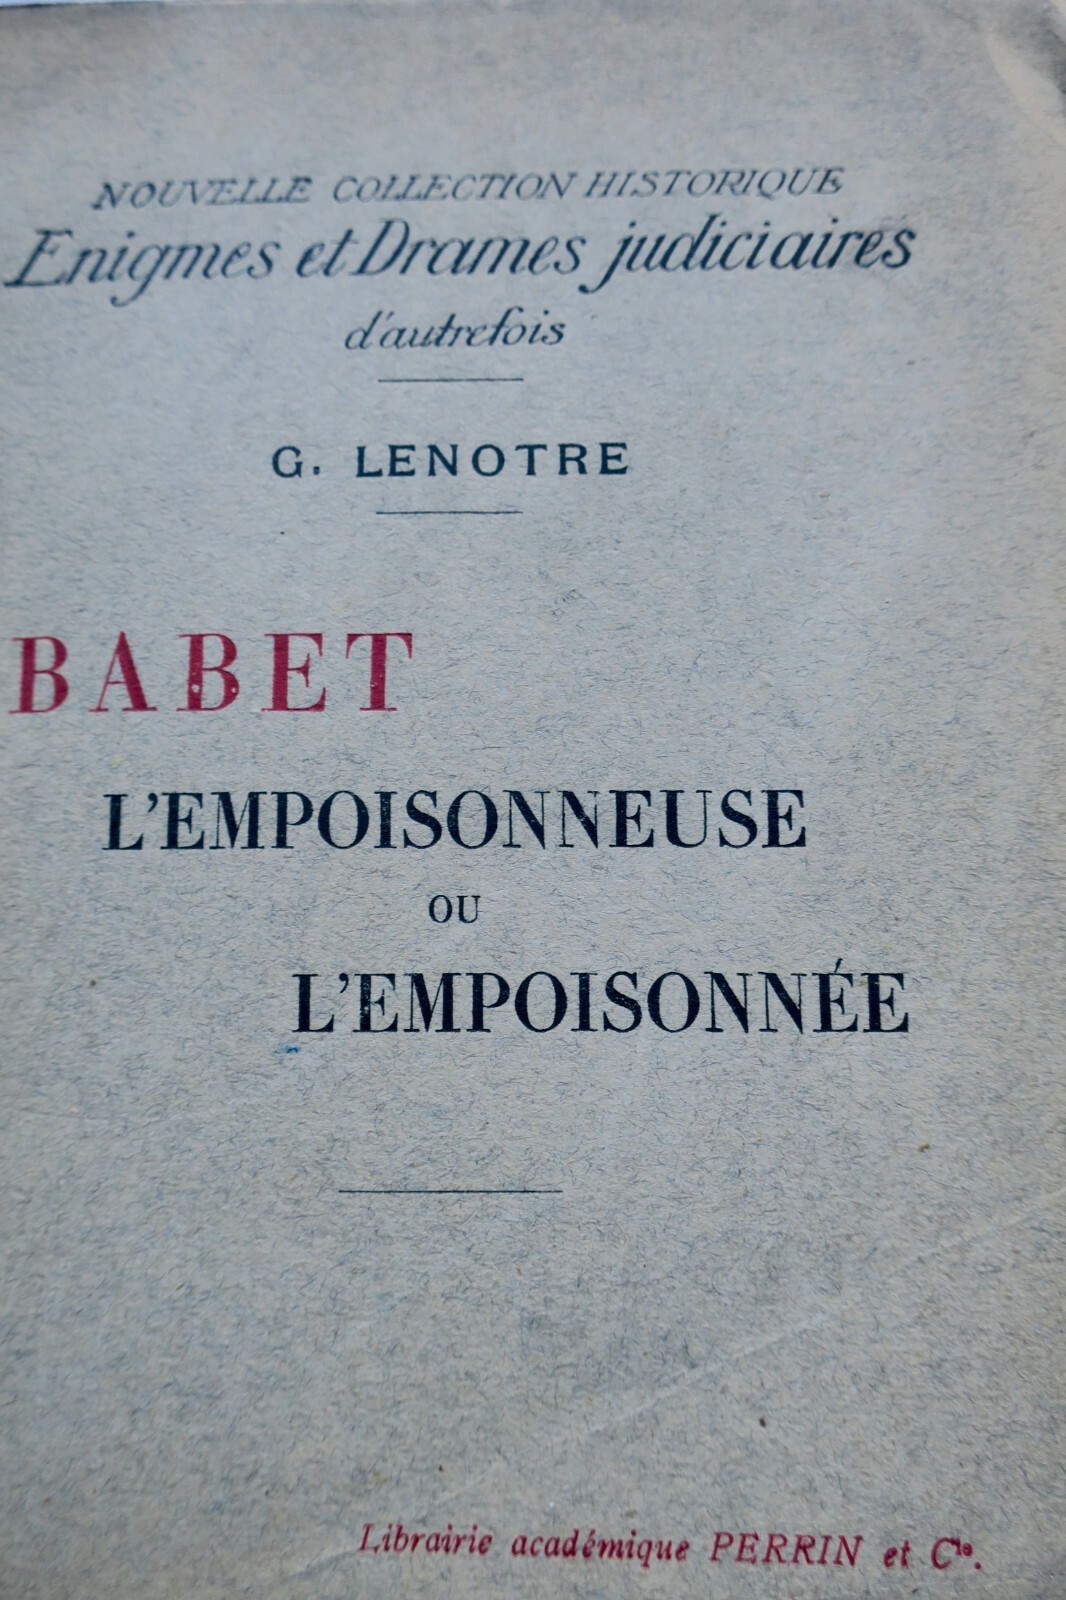 NOUVELLE COLLECTION HISTORIQUE
Enigmes et Drames judiciaires
d'autrefois
G. LENOTRE
BABET
L'EMPOISONNEUSE
OU
L'EMPOISONNÉE
Librairie académique PERRIN et Cie.